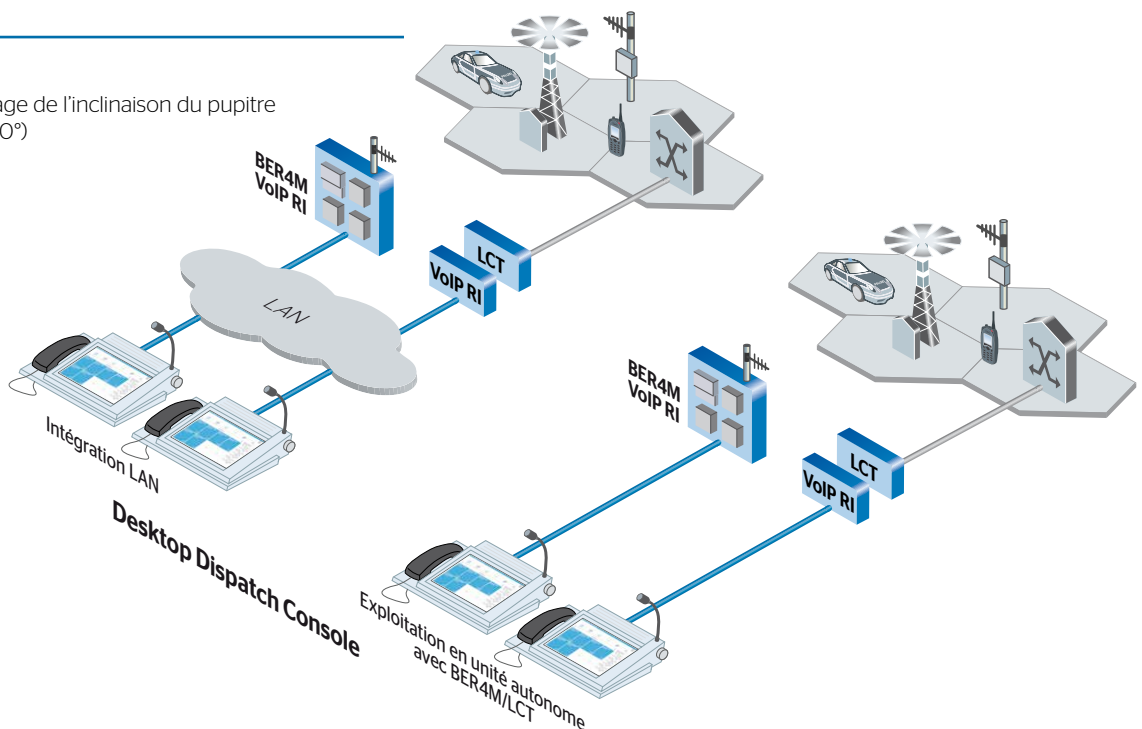 age de l'inclinaison du pupitre
0°)
BER4M
VoIP RI
LCT
VoIP RI
LAN
Intégration LAN
Desktop Dispatch Console
BER4M
VoIP RI
LCT
VoIP RI
Exploitation en unité autonome
avec BER4M/LCT